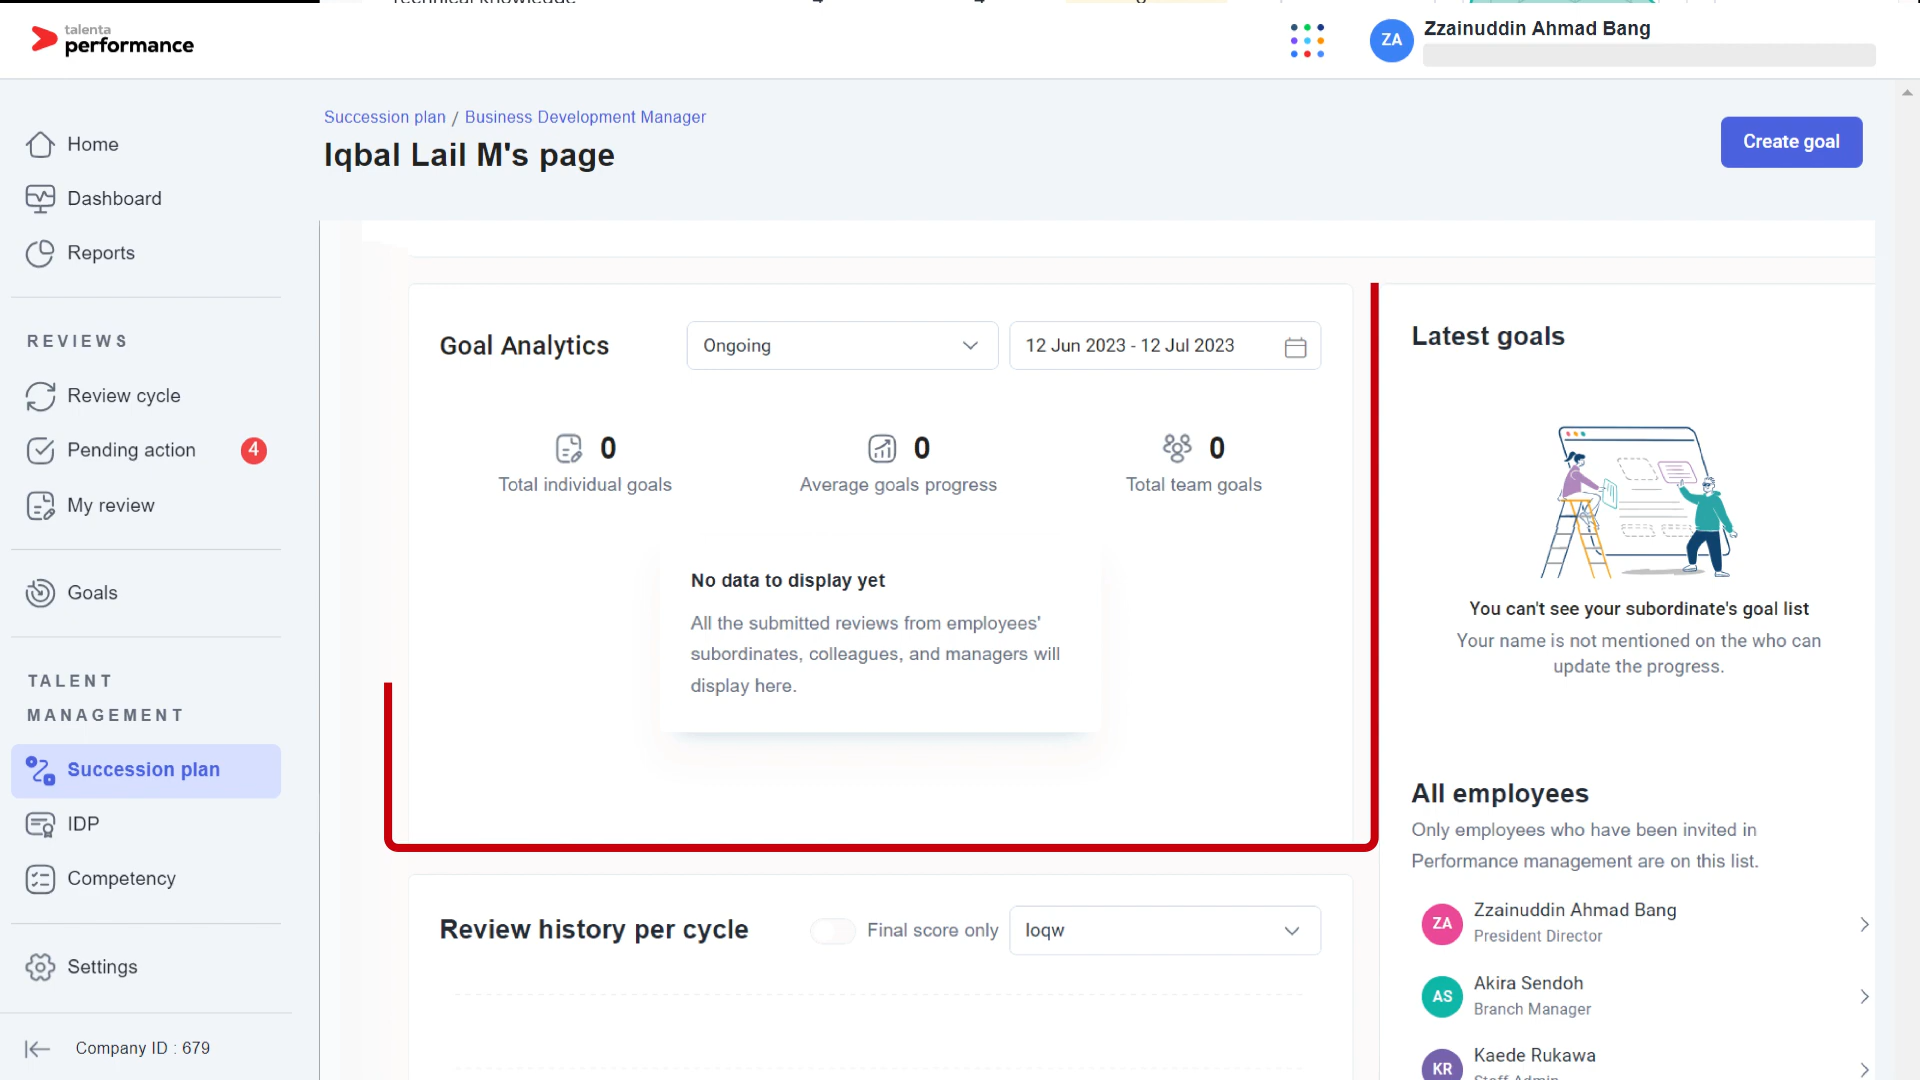 talenta
performance
ZA
Zzainuddin Ahmad Bang
Succession plan / Business Development Manager
Iqbal Lail M's page
Create goal
Home
Dashboard
Reports
REVIEWS
Review cycle
Pending action
4
My review
Goals
TALENT
MANAGEMENT
Succession plan
IDP
Competency
Settings
Company ID : 679
Goal Analytics
Ongoing
12 Jun 2023 - 12 Jul 2023
0
Total individual goals
0
Average goals progress
0
Total team goals
No data to display yet
All the submitted reviews from employees'
subordinates, colleagues, and managers will
display here.
Review history per cycle
Final score only
loqw
Latest goals
You can't see your subordinate's goal list
Your name is not mentioned on the who can
update the progress.
All employees
Only employees who have been invited in
Performance management are on this list.
ZA
Zzainuddin Ahmad Bang
President Director
AS
Akira Sendoh
Branch Manager
KR
Kaede Rukawa